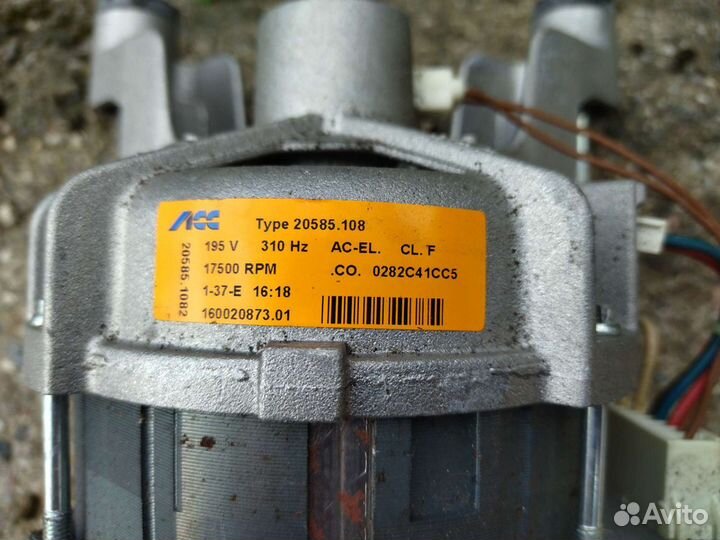 ACC Type 20585.108
195 V 310 Hz AC-EL. CL. F
17500 RPM .CO. 0282C41CC5
1-37-E 16:18
160020873.01
20585.1082
Avito